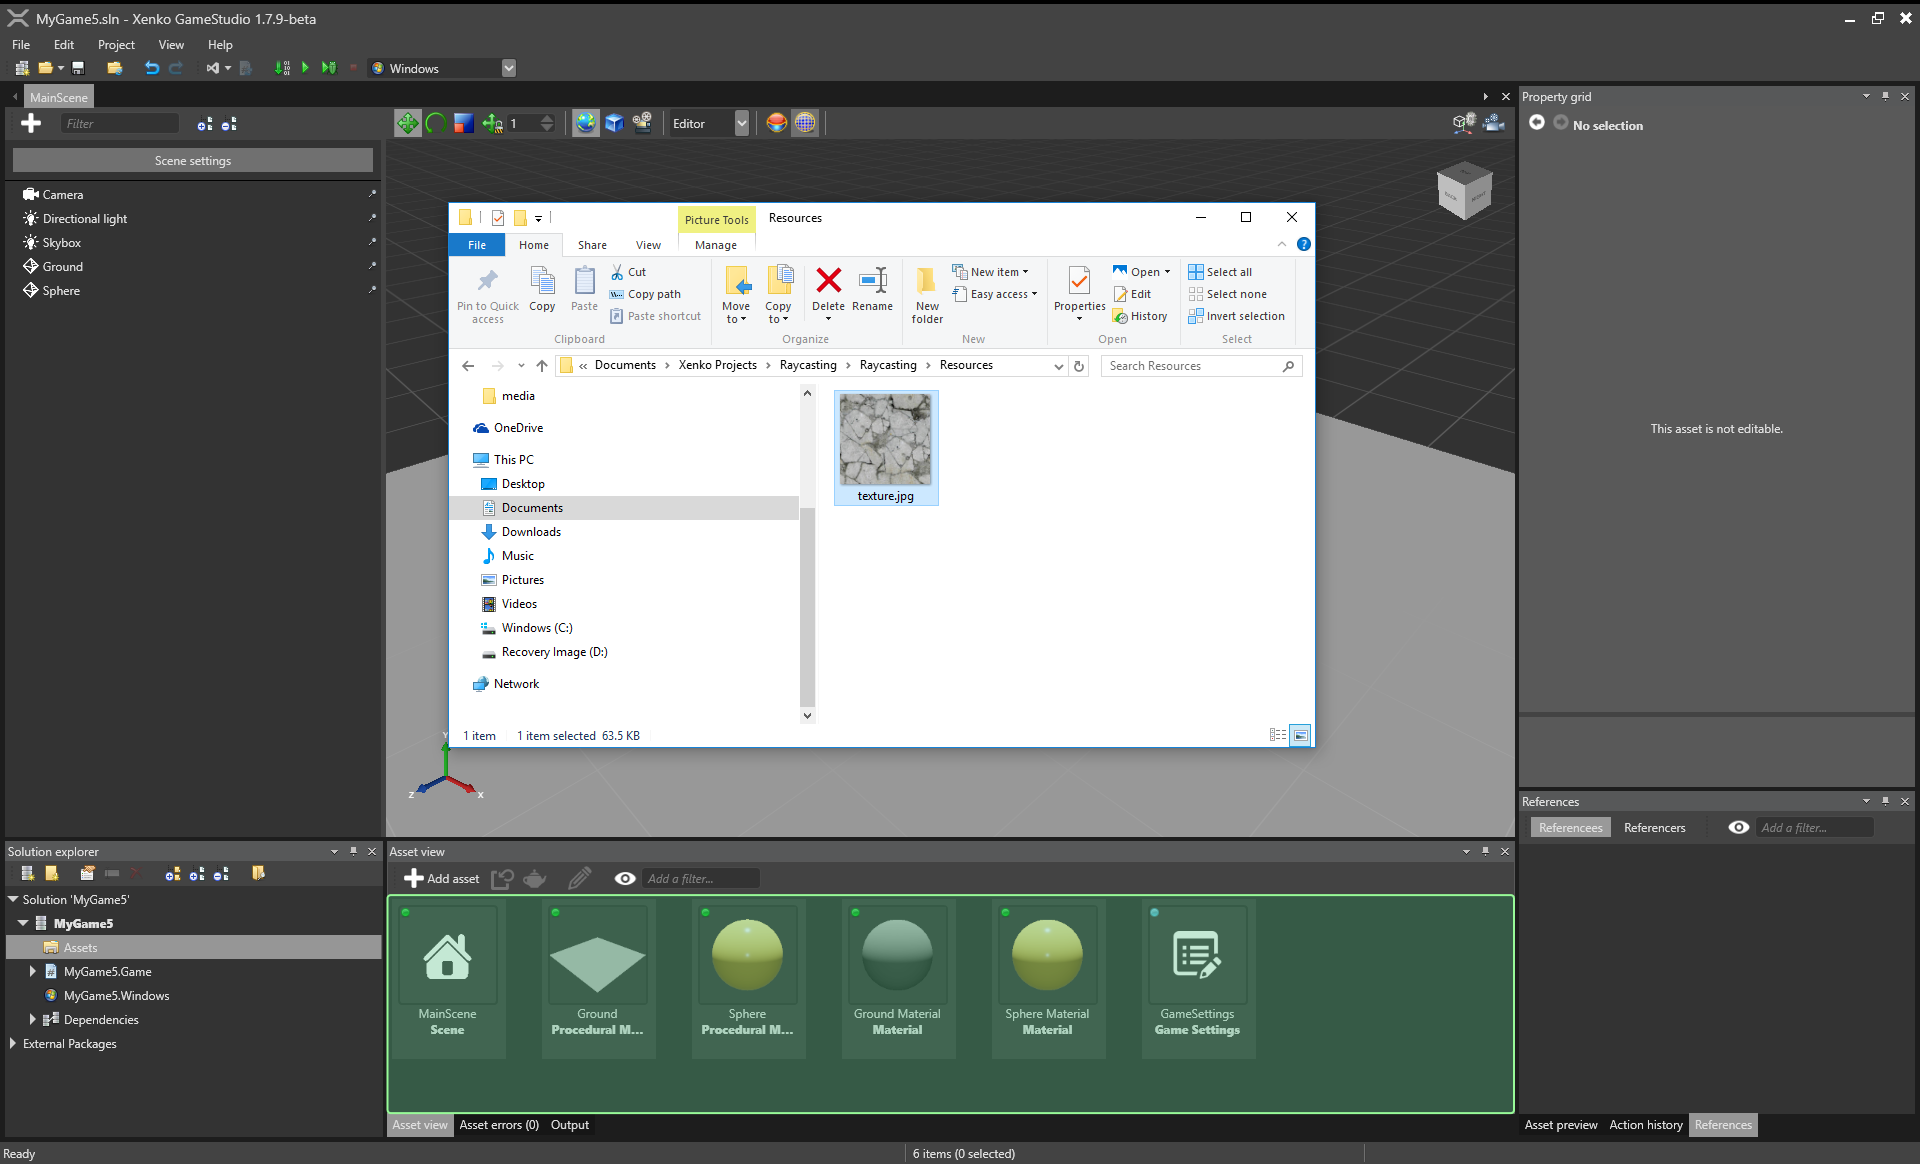 MyGame5.sln - Xenko GameStudio 1.7.9-beta
File Edit Project View Help
Windows
MainScene
Filter
1
Editor
Scene settings
Camera
Directional light
Skybox
Ground
Sphere
Property grid
No selection
This asset is not editable.
Picture Tools Resources
File Home Share View Manage
Pin to Quick access
Copy
Paste
Cut
Copy path
Paste shortcut
Clipboard
Move to
Copy to
Delete
Rename
Organize
New folder
New item
Easy access
New
Properties
Open
Edit
History
Open
Select all
Select none
Invert selection
Select
« Documents > Xenko Projects > Raycasting > Raycasting > Resources
Search Resources
media
OneDrive
This PC
Desktop
Documents
Downloads
Music
Pictures
Videos
Windows (C:)
Recovery Image (D:)
Network
texture.jpg
1 item 1 item selected 63.5 KB
Y
Z
X
References
Referencees Referencers Add a filter...
Solution explorer
Solution 'MyGame5'
MyGame5
Assets
MyGame5.Game
MyGame5.Windows
Dependencies
External Packages
Asset view
Add asset Add a filter...
MainScene
Scene
Ground
Procedural M...
Sphere
Procedural M...
Ground Material
Material
Sphere Material
Material
GameSettings
Game Settings
Asset view Asset errors (0) Output
Asset preview Action history References
Ready
6 items (0 selected)